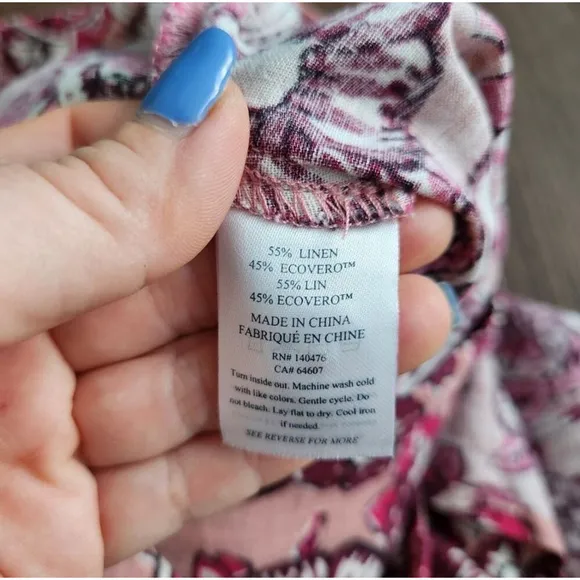 55% LINEN
45% ECOVERO™
55% LIN
45% ECOVERO™
MADE IN CHINA
FABRIQUÉ EN CHINE
RN# 140476
CA# 64607
Turn inside out. Machine wash cold
with like colors. Gentle cycle. Do
not bleach. Lay flat to dry. Cool iron
if needed.
SEE REVERSE FOR MORE